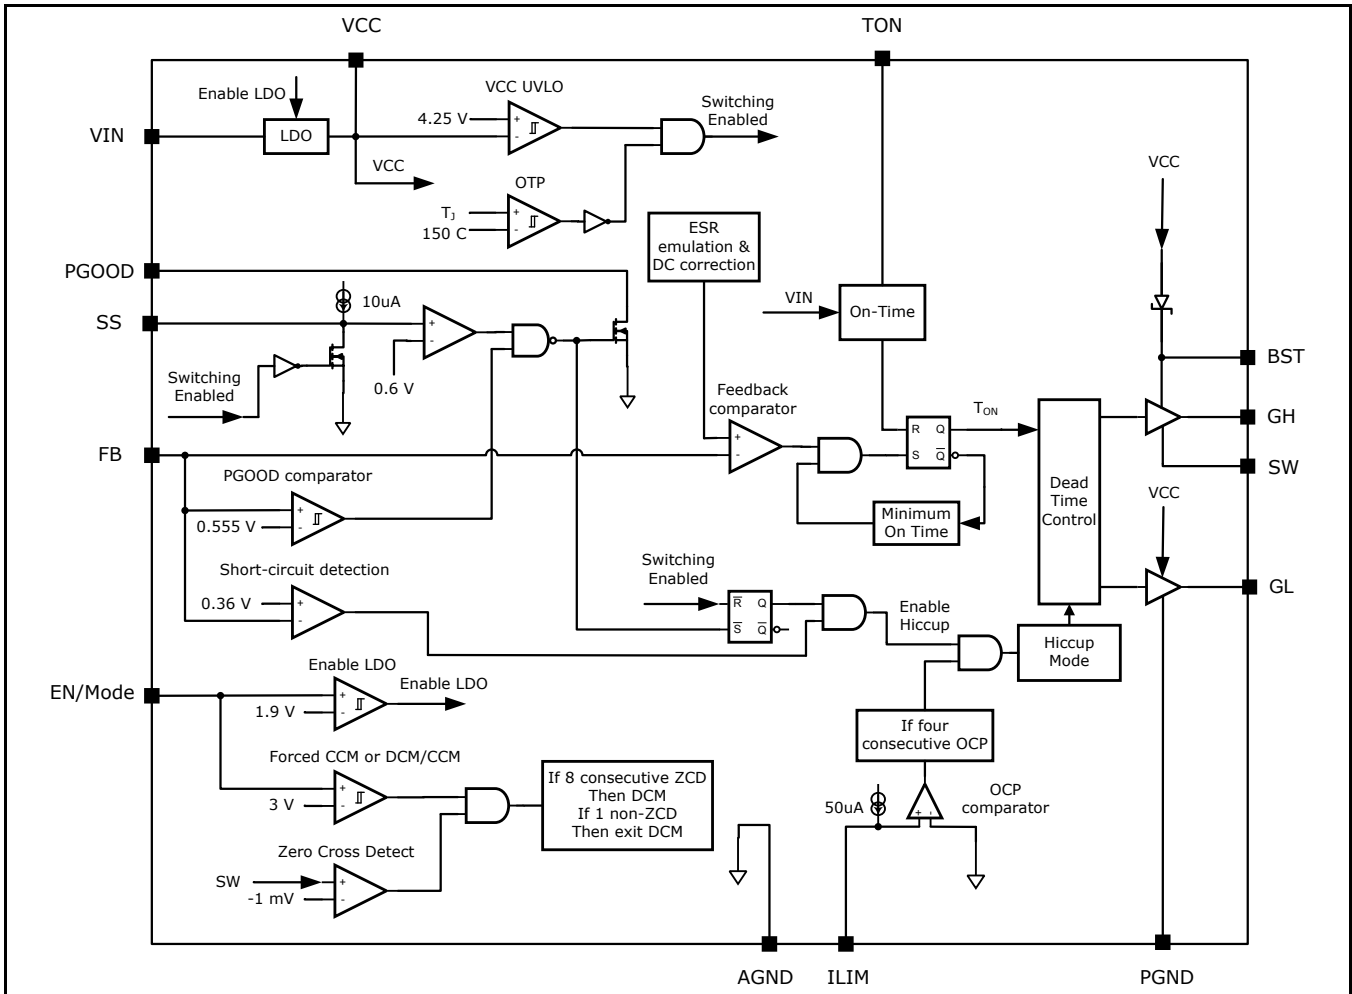 VCC
TON
Enable LDO
VCC UVLO
Switching
Enabled
4.25 V
+
-
VIN
LDO
VCC
VCC
OTP
TJ
150 C
+
-
ESR
emulation &
DC correction
PGOOD
10uA
VIN
On-Time
SS
+
-
0.6 V
BST
Switching
Enabled
Feedback
comparator
TON
GH
+
-
R
Q
S
Q
FB
SW
PGOOD comparator
Dead
Time
Control
VCC
0.555 V
+
-
Minimum
On Time
Short-circuit detection
Switching
Enabled
GL
0.36 V
+
-
R
Q
S
Q
Enable
Hiccup
Hiccup
Mode
Enable LDO
EN/Mode
Enable LDO
+
-
1.9 V
If four
consecutive OCP
Forced CCM or DCM/CCM
+
-
3 V
If 8 consecutive ZCD
Then DCM
If 1 non-ZCD
Then exit DCM
50uA
+
-
OCP
comparator
Zero Cross Detect
SW
+
-
-1 mV
AGND
ILIM
PGND